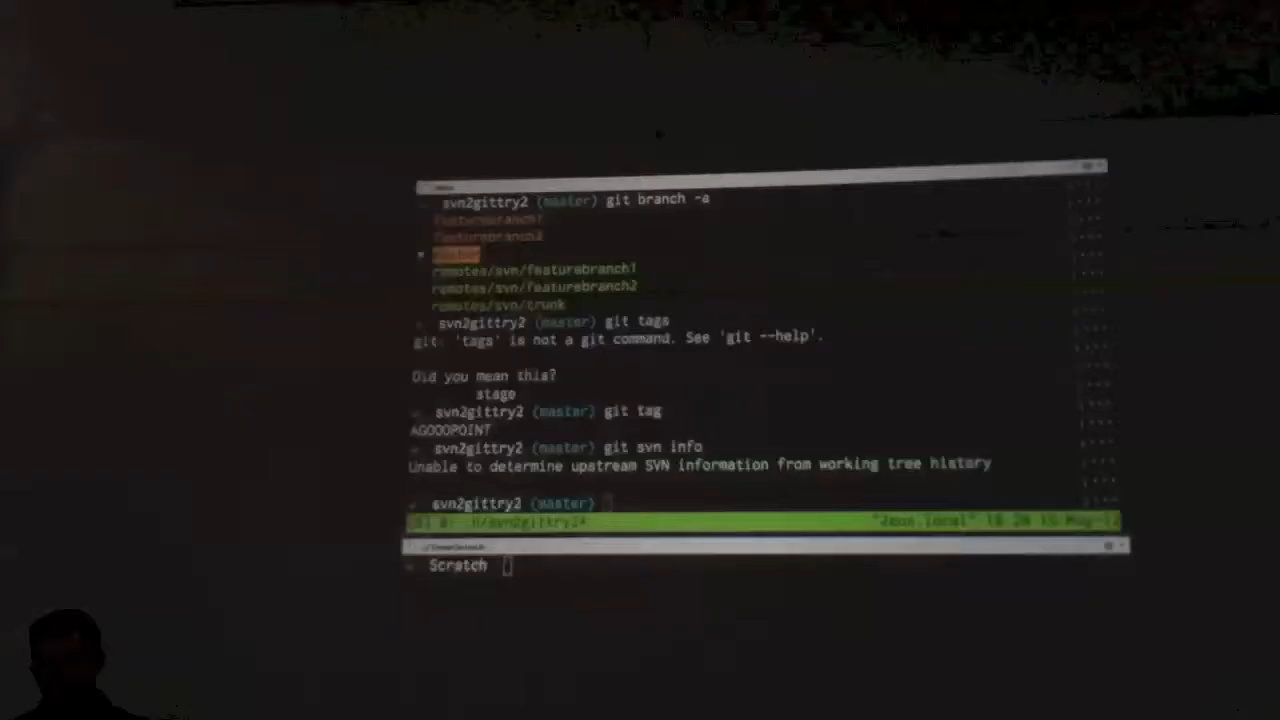 svn2gittry2 (master) git branch -a
featurebranch1
featurebranch2
* master
remotes/svn/featurebranch1
remotes/svn/featurebranch2
remotes/svn/trunk
svn2gittry2 (master) git tags
git: 'tags' is not a git command. See 'git --help'.
Did you mean this?
stage
svn2gittry2 (master) git tag
AGOOOPOINT
svn2gittry2 (master) git svn info
Unable to determine upstream SVN information from working tree history
svn2gittry2 (master)
Scratch